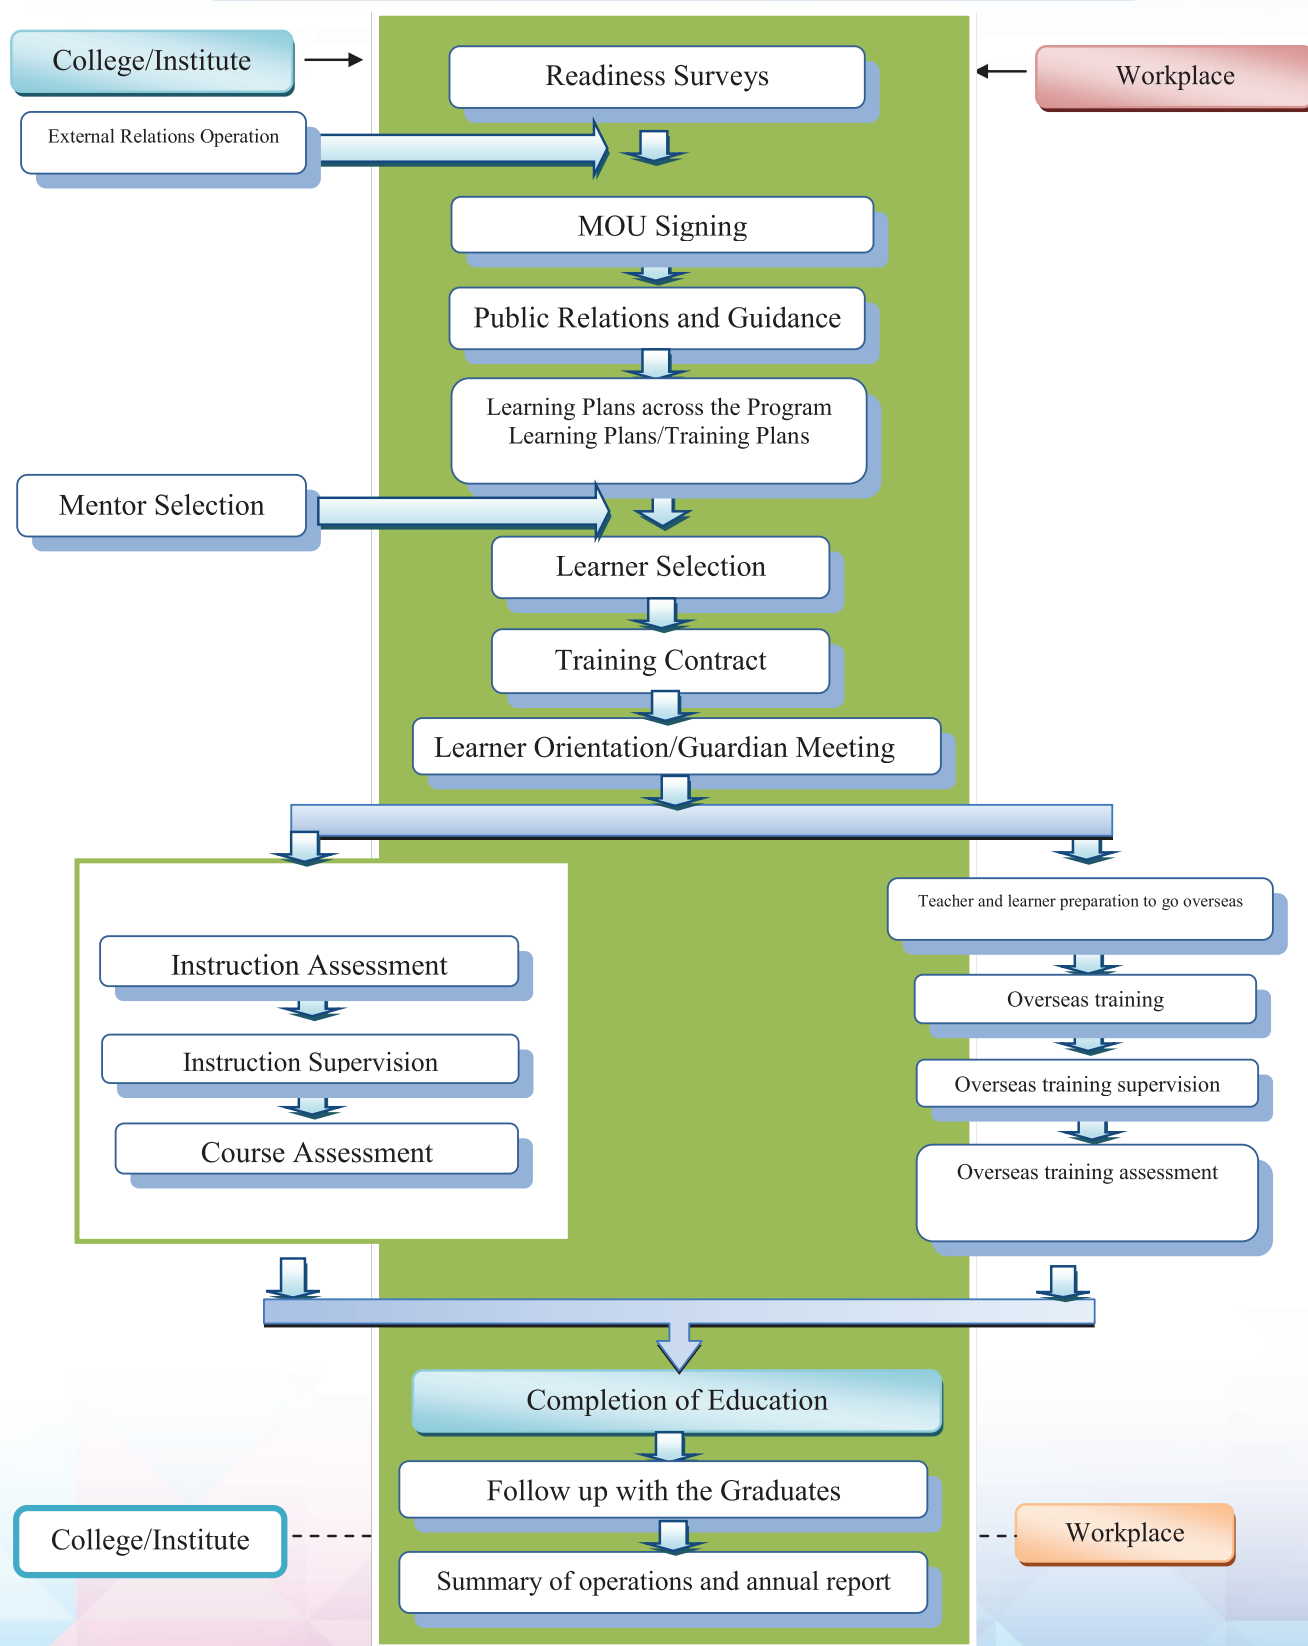 College/Institute
Readiness Surveys
Workplace
External Relations Operation
MOU Signing
Public Relations and Guidance
Learning Plans across the Program
Learning Plans/Training Plans
Mentor Selection
Learner Selection
Training Contract
Learner Orientation/Guardian Meeting
Instruction Assessment
Instruction Supervision
Course Assessment
Teacher and learner preparation to go overseas
Overseas training
Overseas training supervision
Overseas training assessment
Completion of Education
Follow up with the Graduates
College/Institute
Workplace
Summary of operations and annual report